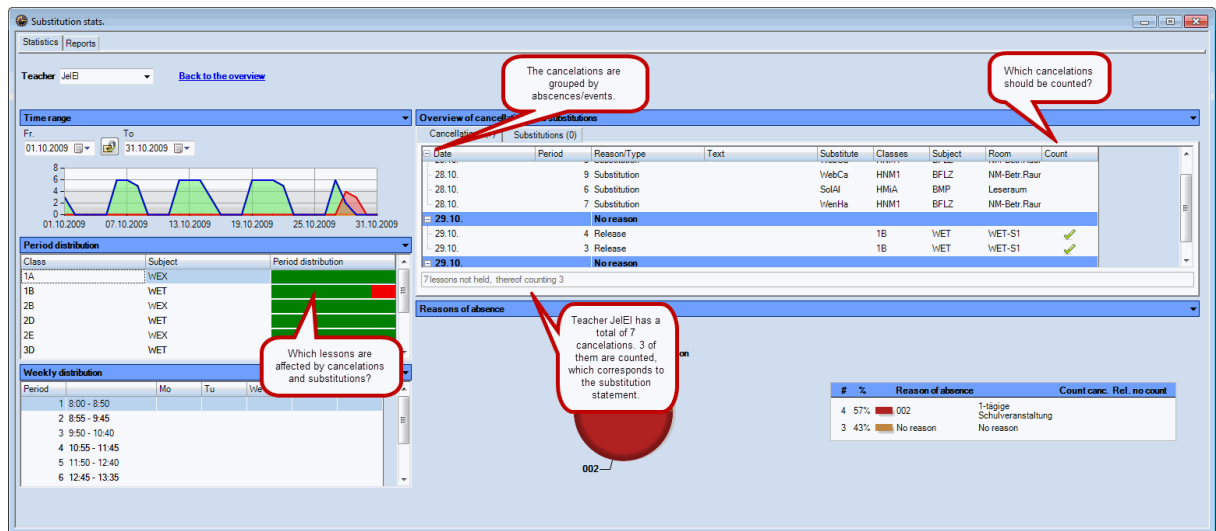 Substitution stats.
Statistics Reports
Teacher JelEl Back to the overview
The cancelations are
grouped by
abscences/events.
Which cancelations
should be counted?
Time range
Fr. To
01.10.2009 31.10.2009
8
6
4
2
0
01.10.2009 07.10.2009 13.10.2009 19.10.2009 25.10.2009 31.10.2009
Period distribution
Class Subject Period distribution
1A WEX
1B WET
2B WEX
2D WET
2E WEX
3D WET
Which lessons are
affected by cancelations
and substitutions?
Weekly distribution
Period Mo Tu We
1 8:00 - 8:50
2 8:55 - 9:45
3 9:50 - 10:40
4 10:55 - 11:45
5 11:50 - 12:40
6 12:45 - 13:35
Overview of substitutions
Substitutions (0)
Date Period Reason/Type Text Substitute Classes Subject Room Count
28.10. 9 Substitution WebCa HNM1 BFLZ NM-Betr.Raur
28.10. 6 Substitution SolAl HMiA BMP Leseraum
28.10. 7 Substitution WenHa HNM1 BFLZ NM-Betr.Raur
29.10. No reason
29.10. 4 Release 1B WET WET-S1
29.10. 3 Release 1B WET WET-S1
29.10. No reason
7 lessons not held, thereof counting 3
Reasons of absence
Teacher JelEl has a
total of 7
cancelations. 3 of
them are counted,
which corresponds to
the substitution
statement.
on
002
# % Reason of absence Count canc. Rel. no count
4 57% 002 1-tägige
Schulveranstaltung
3 43% No reason No reason